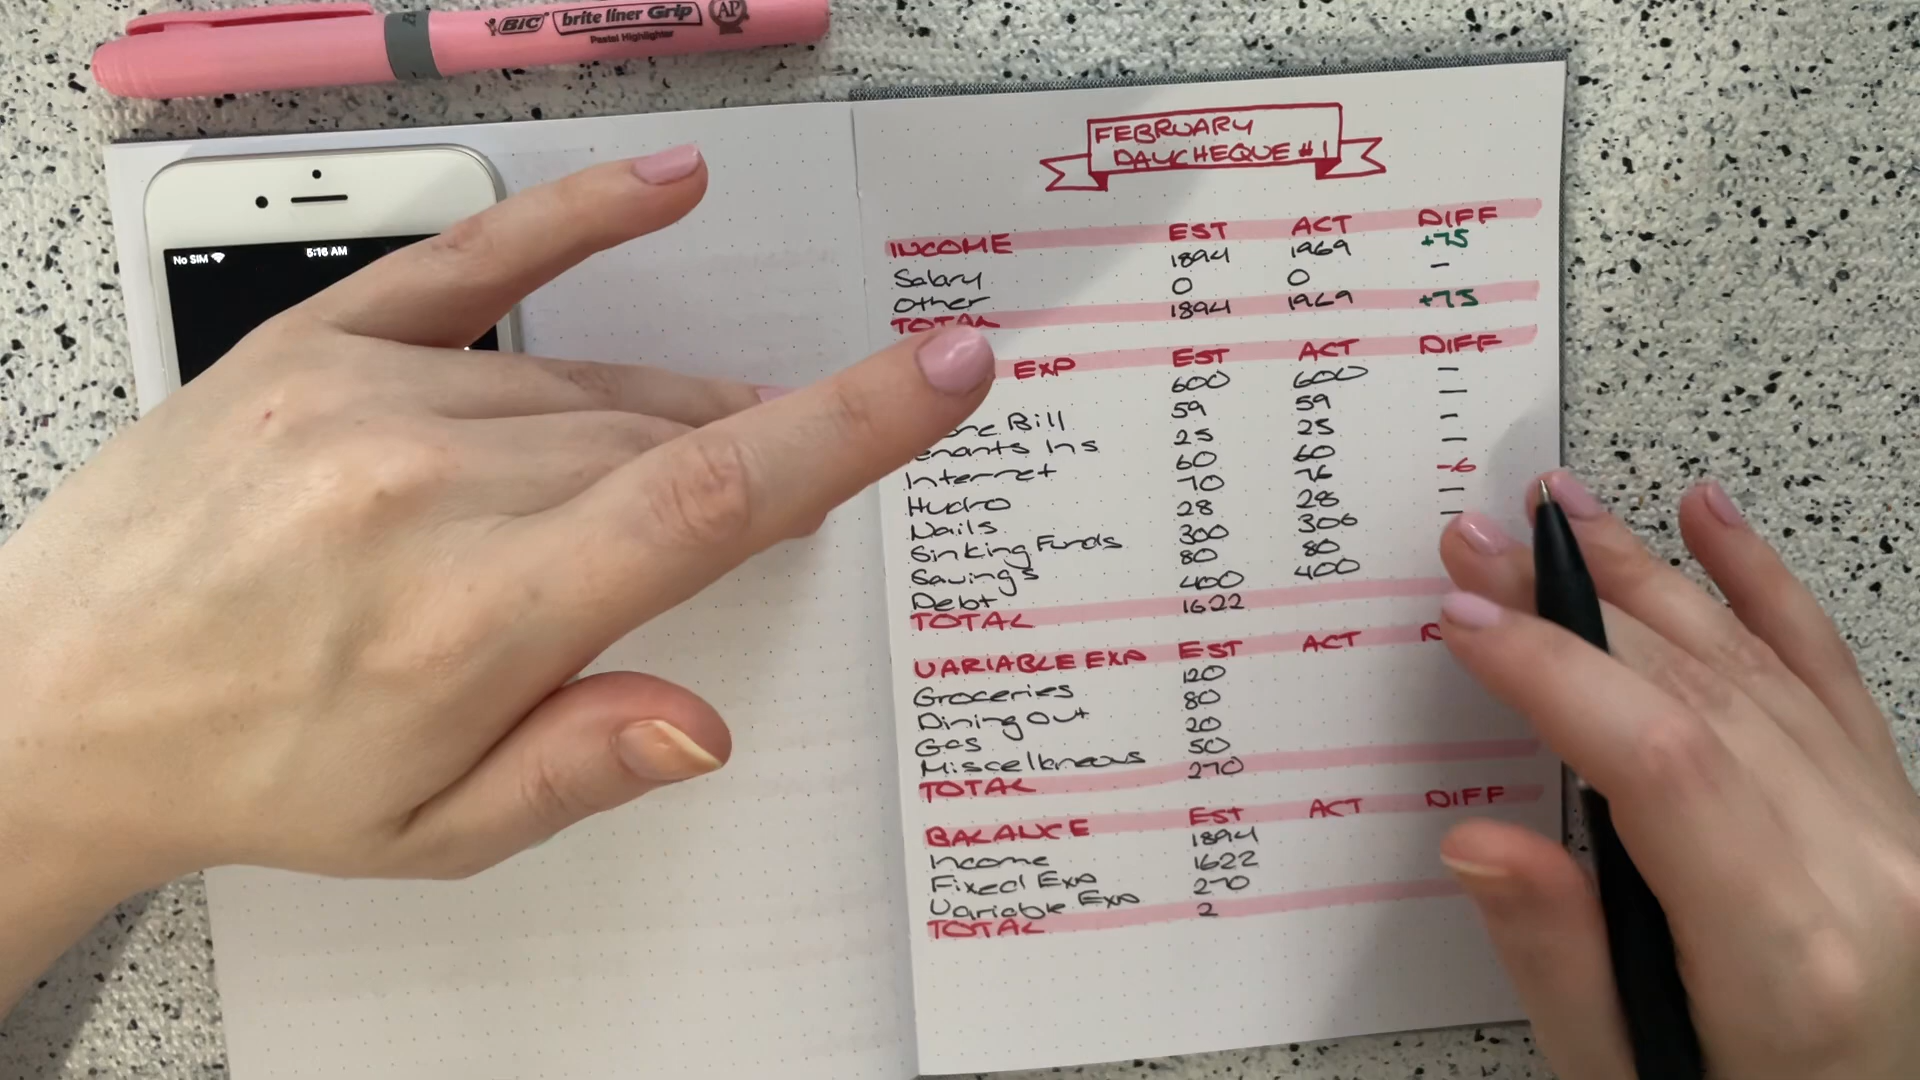 BIC brite liner Grip AP
Pastel Highlighter
No SIM 5:16 AM
FEBRUARY
PAYCHEQUE #1
INCOME EST ACT DIFF
Salary 1894 1969 +75
Other 0 0 -
TOTAL 1894 1969 +75
EXP EST ACT DIFF
600 600 -
Bill 59 59 -
enants Ins 25 25 -
Internet 60 60 -
Hydro 70 76 -6
Nails 28 28 -
Sinking Funds 300 300 -
Savings 80 80
Debt 400 400
TOTAL 1622
VARIABLE EXP EST ACT
Groceries 120
Dining Out 80
Gas 20
Miscellaneous 50
TOTAL 270
BALANCE EST ACT DIFF
Income 1894
Fixed Exp 1622
Variable Exp 270
TOTAL 2